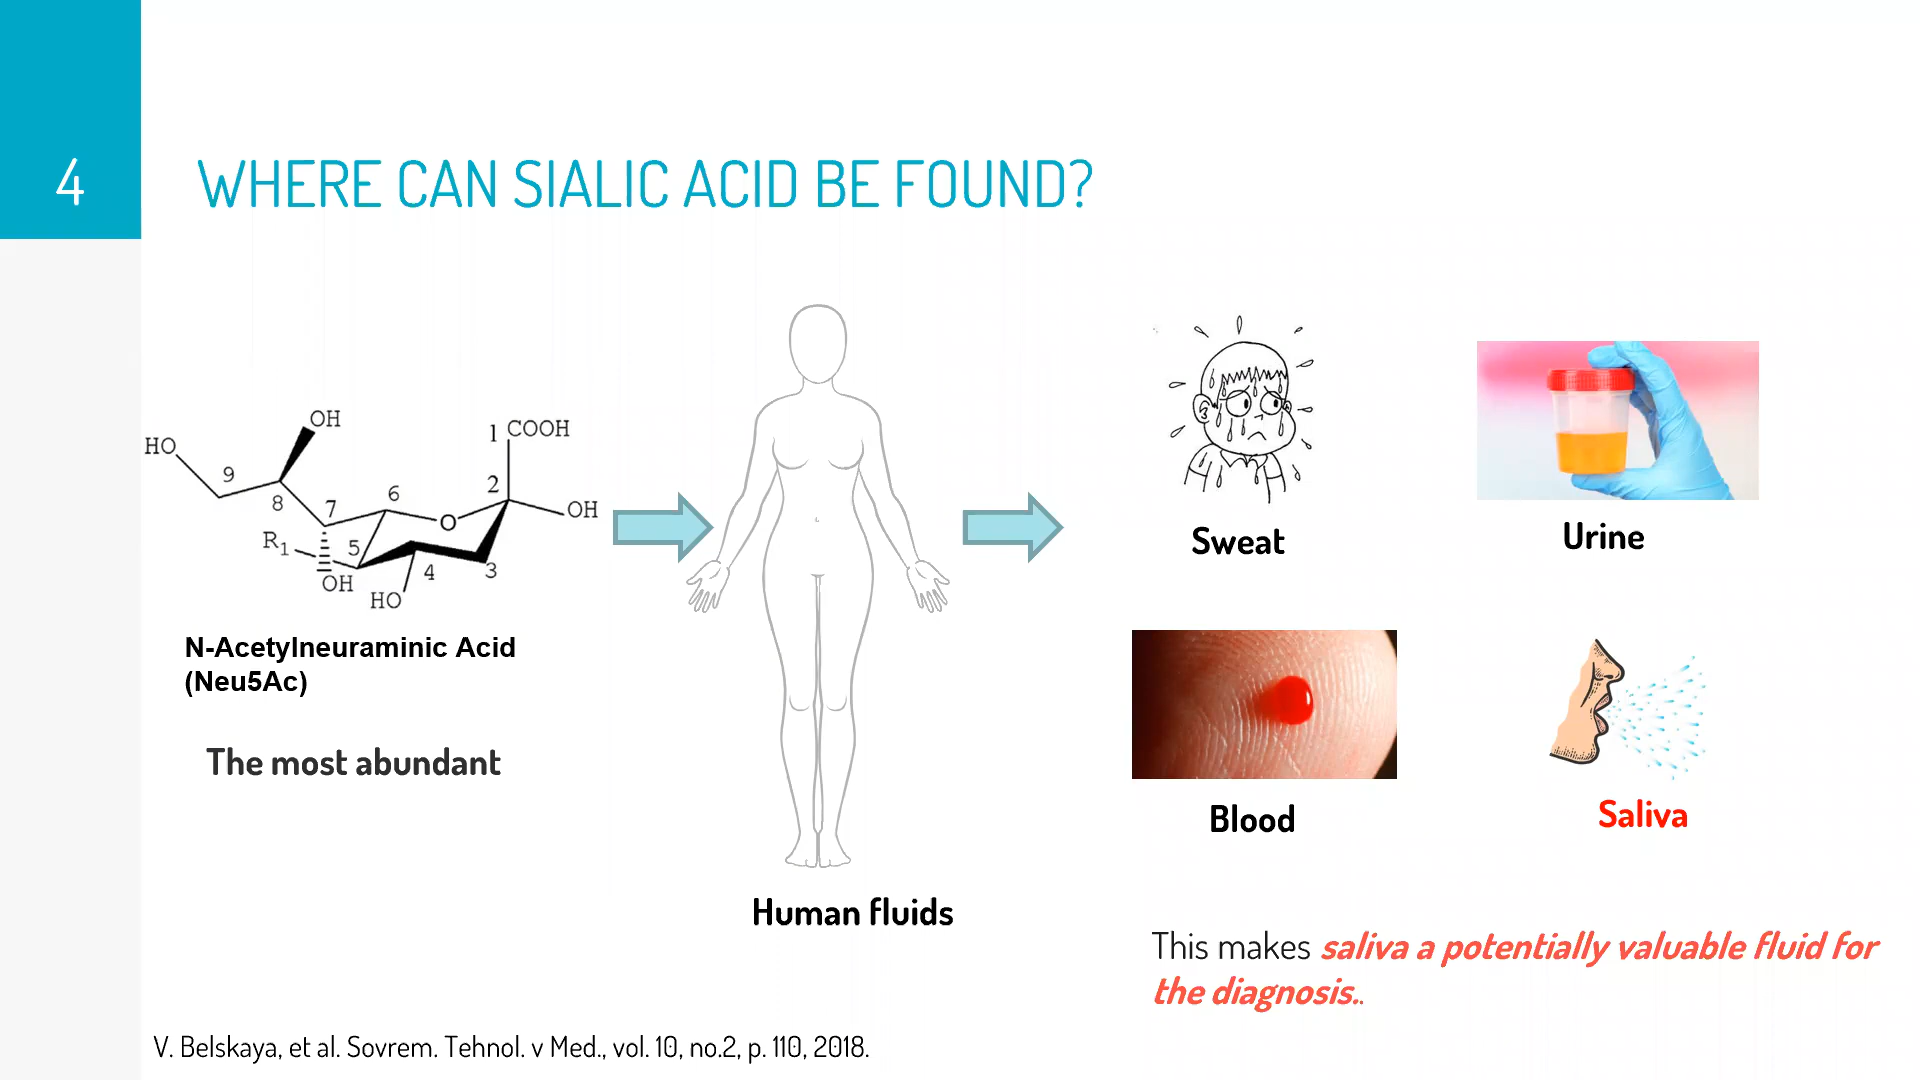 4
WHERE CAN SIALIC ACID BE FOUND?
HO
OH
1 COOH
9
8
7
6
O
2
OH
R1
5
OH
HO
4
3
N-Acetylneuraminic Acid
(Neu5Ac)
The most abundant
Human fluids
Sweat
Urine
Blood
Saliva
This makes saliva a potentially valuable fluid for
the diagnosis..
V. Belskaya, et al. Sovrem. Tehnol. v Med., vol. 10, no.2, p. 110, 2018.